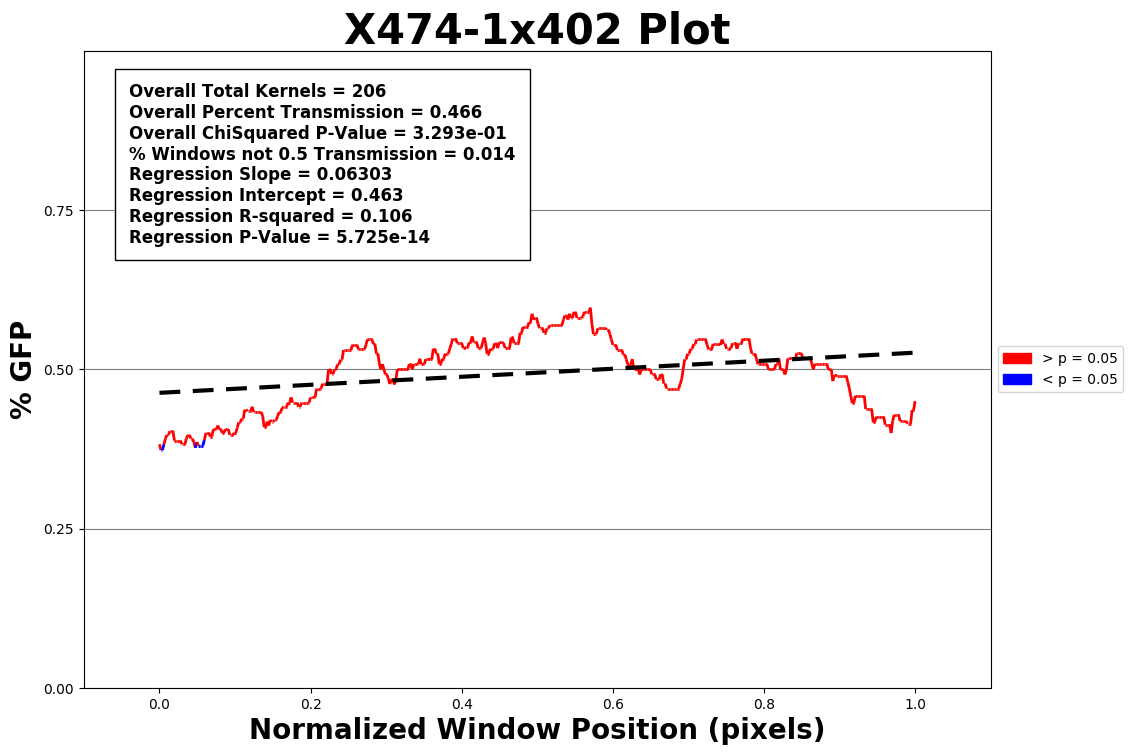 X474-1x402 Plot
Overall Total Kernels = 206
Overall Percent Transmission = 0.466
Overall ChiSquared P-Value = 3.293e-01
% Windows not 0.5 Transmission = 0.014
Regression Slope = 0.06303
Regression Intercept = 0.463
Regression R-squared = 0.106
Regression P-Value = 5.725e-14
% GFP
0.75
0.50
0.25
0.00
> p = 0.05
< p = 0.05
0.0 0.2 0.4 0.6 0.8 1.0
Normalized Window Position (pixels)